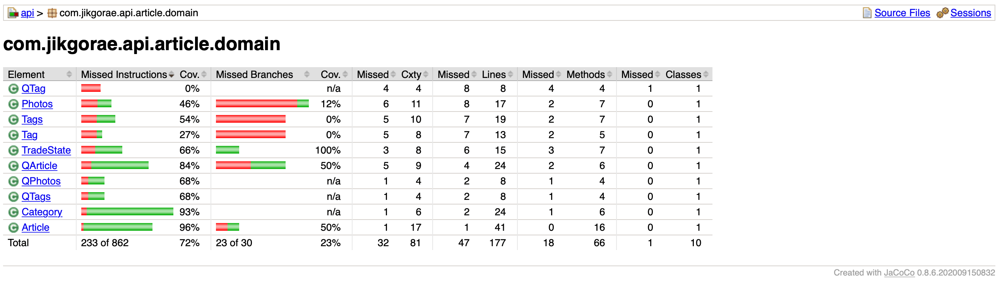 api > com.jikgorae.api.article.domain Source Files Sessions
com.jikgorae.api.article.domain
Element Missed Instructions Cov. Missed Branches Cov. Missed Cxty Missed Lines Missed Methods Missed Classes
QTag 0% n/a 4 4 8 8 4 4 1 1
Photos 46% 12% 6 11 8 17 2 7 0 1
Tags 54% 0% 5 10 7 19 2 7 0 1
Tag 27% 0% 5 8 7 13 2 5 0 1
TradeState 66% 100% 3 8 6 15 3 7 0 1
QArticle 84% 50% 5 9 4 24 2 6 0 1
QPhotos 68% n/a 1 4 2 8 1 4 0 1
QTags 68% n/a 1 4 2 8 1 4 0 1
Category 93% n/a 1 6 2 24 1 6 0 1
Article 96% 50% 1 17 1 41 0 16 0 1
Total 233 of 862 72% 23 of 30 23% 32 81 47 177 18 66 1 10
Created with JaCoCo 0.8.6.202009150832